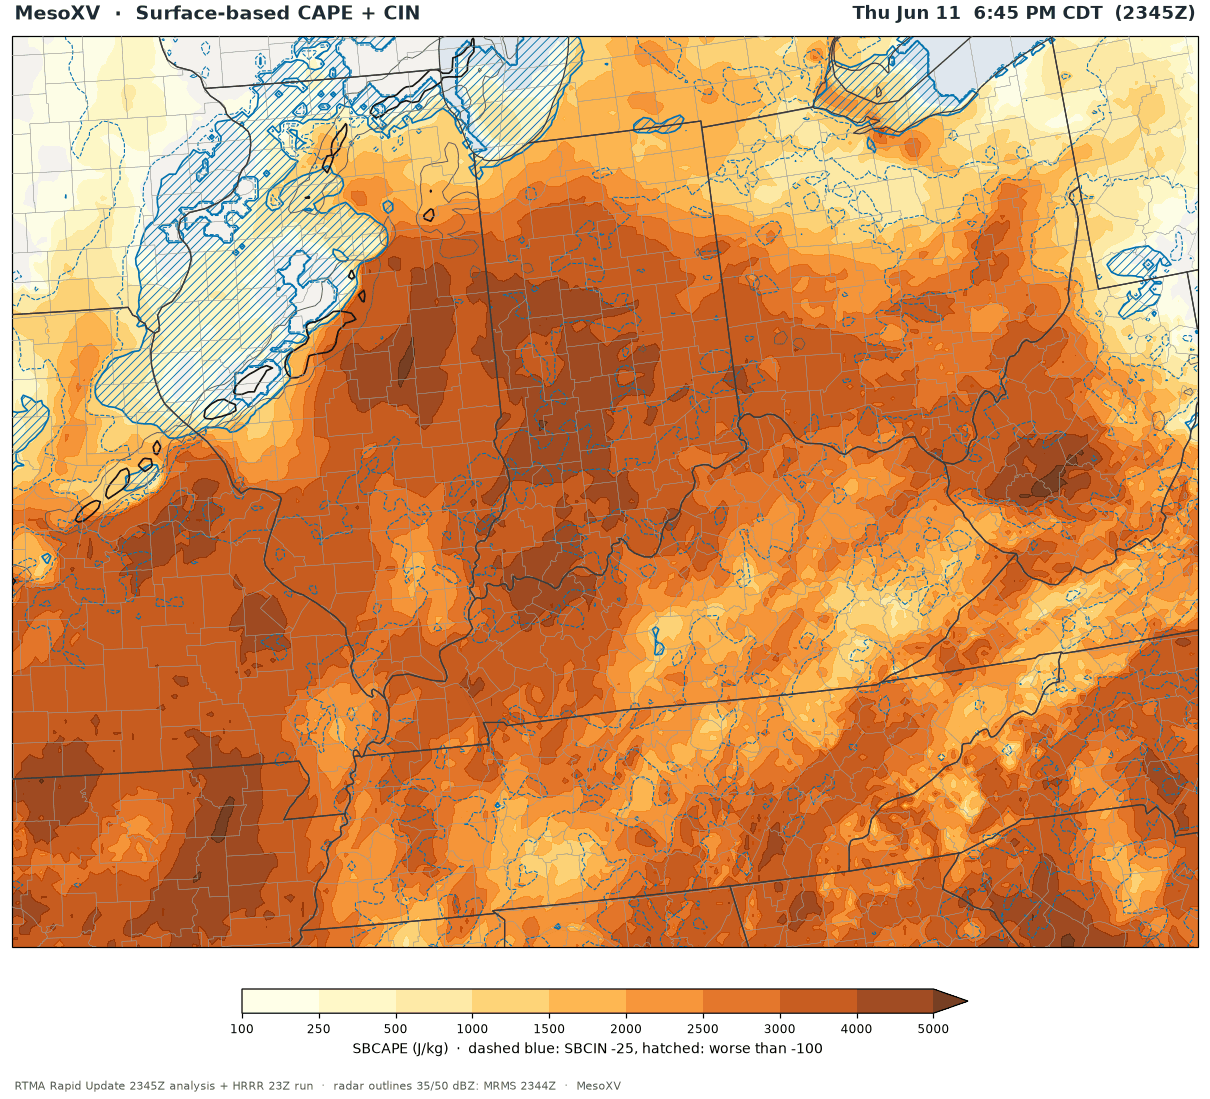 MesoXV · Surface-based CAPE + CIN
Thu Jun 11 6:45 PM CDT (2345Z)
100 250 500 1000 1500 2000 2500 3000 4000 5000
SBCAPE (J/kg) · dashed blue: SBCIN -25, hatched: worse than -100
RTMA Rapid Update 2345Z analysis + HRRR 23Z run · radar outlines 35/50 dBZ: MRMS 2344Z · MesoXV